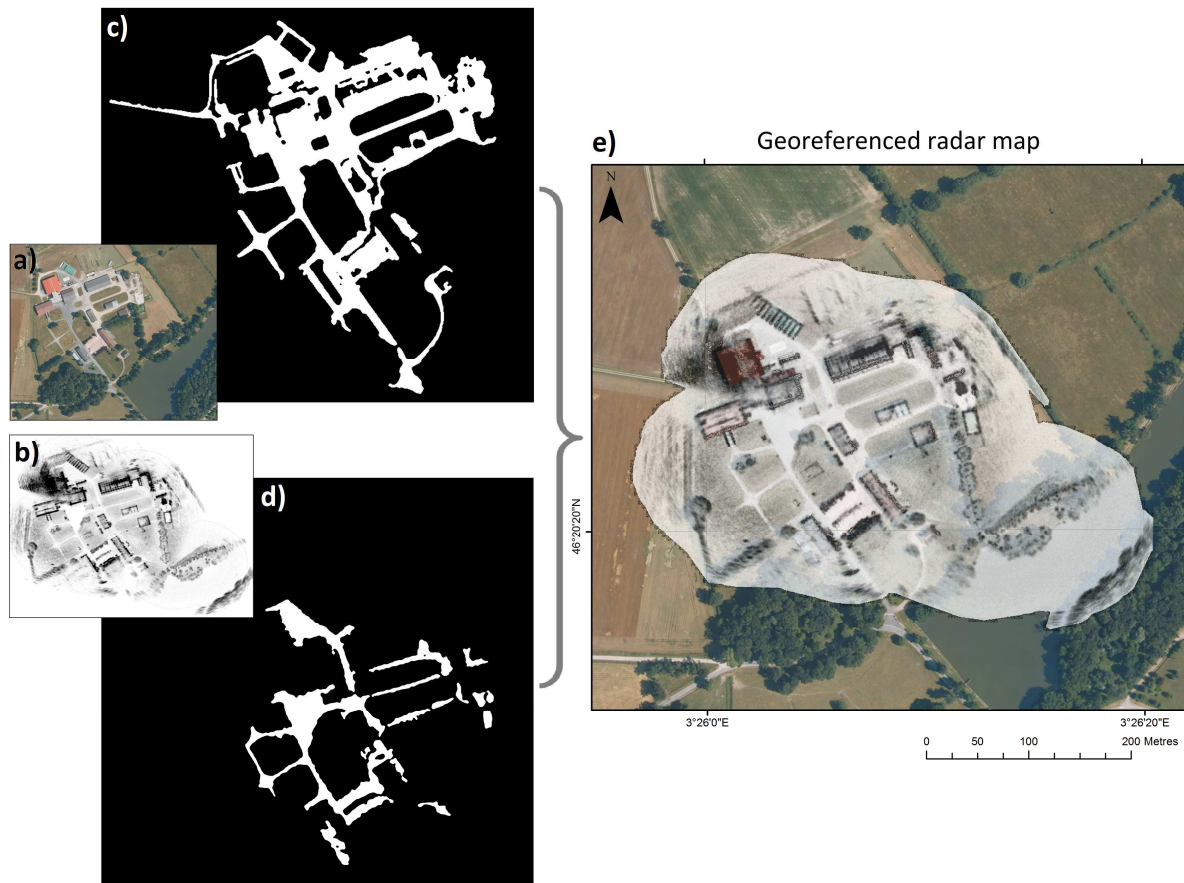 c)
a)
b)
d)
e)
Georeferenced radar map
N
46°20'20"N
3°26'0"E
3°26'20"E
0 50 100 200 Metres